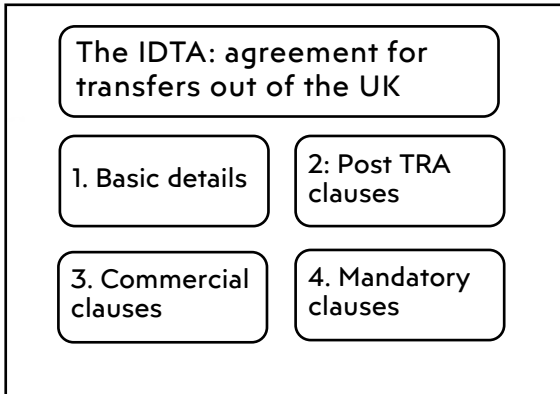 The IDTA: agreement for
transfers out of the UK
1. Basic details
2: Post TRA
clauses
3. Commercial
clauses
4. Mandatory
clauses